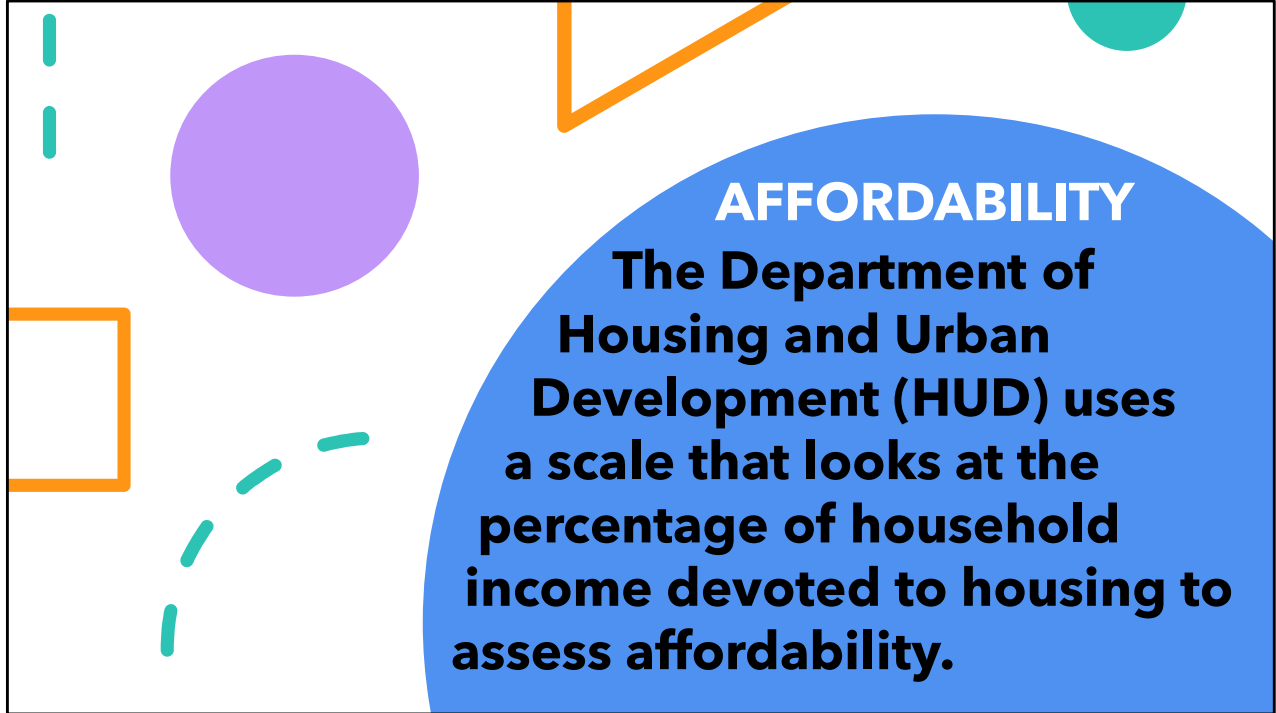 AFFORDABILITY
The Department of
Housing and Urban
Development (HUD) uses
a scale that looks at the
percentage of household
income devoted to housing to
assess affordability.